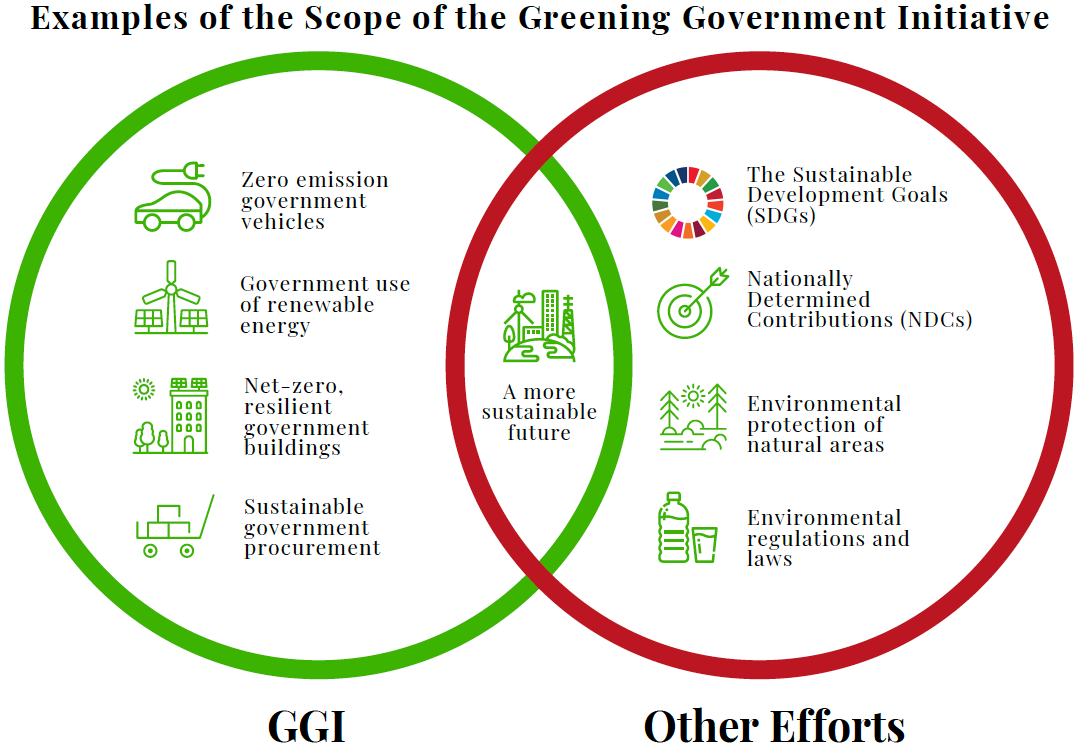 Examples of the Scope of the Greening Government Initiative
Zero emission
government
vehicles
Government use
of renewable
energy
Net-zero,
resilient
government
buildings
Sustainable
government
procurement
A more
sustainable
future
The Sustainable
Development Goals
(SDGs)
Nationally
Determined
Contributions (NDCs)
Environmental
protection of
natural areas
Environmental
regulations and
laws
GGI
Other Efforts